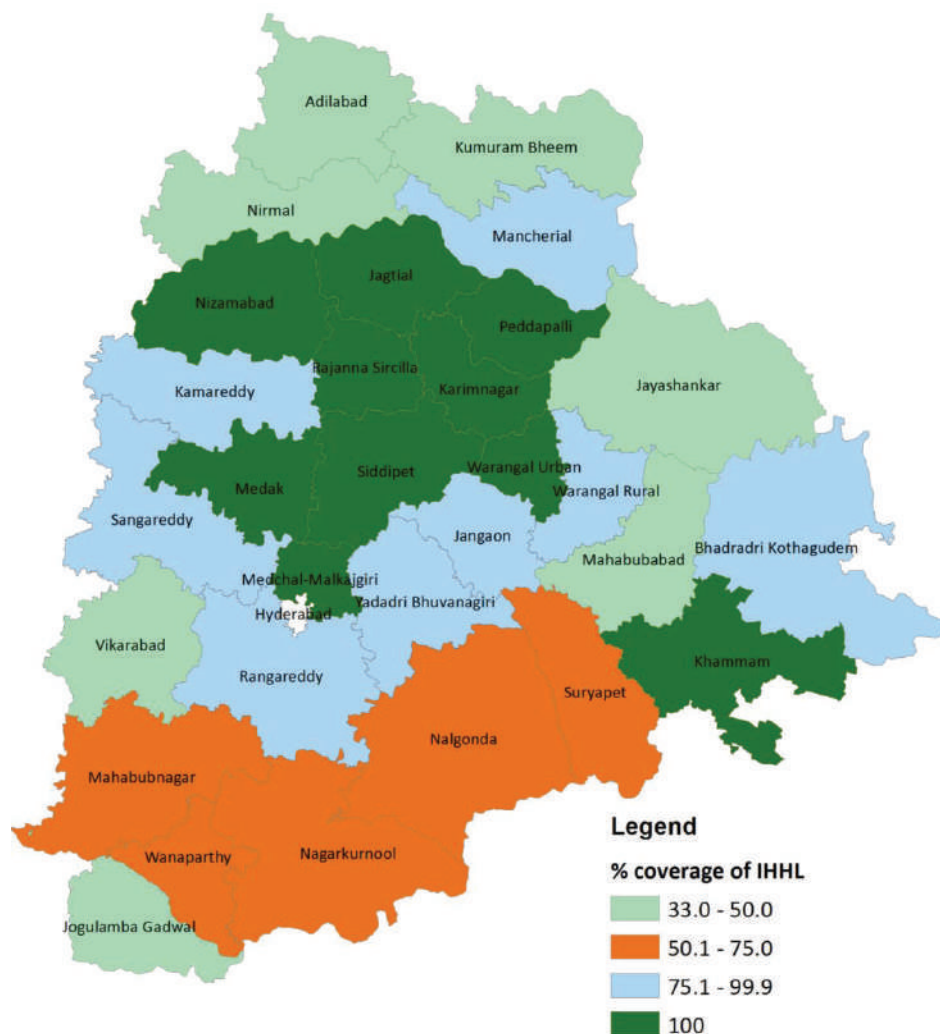 Adilabad
Kumuram Bheem
Nirmal
Mancherial
Jagtial
Nizamabad
Peddapalli
Rajanna Sircilla
Karimnagar
Jayashankar
Kamareddy
Siddipet
Warangal Urban
Medak
Warangal Rural
Sangareddy
Jangaon
Bhadradri Kothagudem
Mahabubabad
Medchal-Malkajgiri
Yadadri Bhuvanagiri
Hyderabad
Vikarabad
Khammam
Rangareddy
Suryapet
Nalgonda
Mahabubnagar
Wanaparthy
Nagarkurnool
Jogulamba Gadwal
Legend
% coverage of IHHL
33.0 - 50.0
50.1 - 75.0
75.1 - 99.9
100